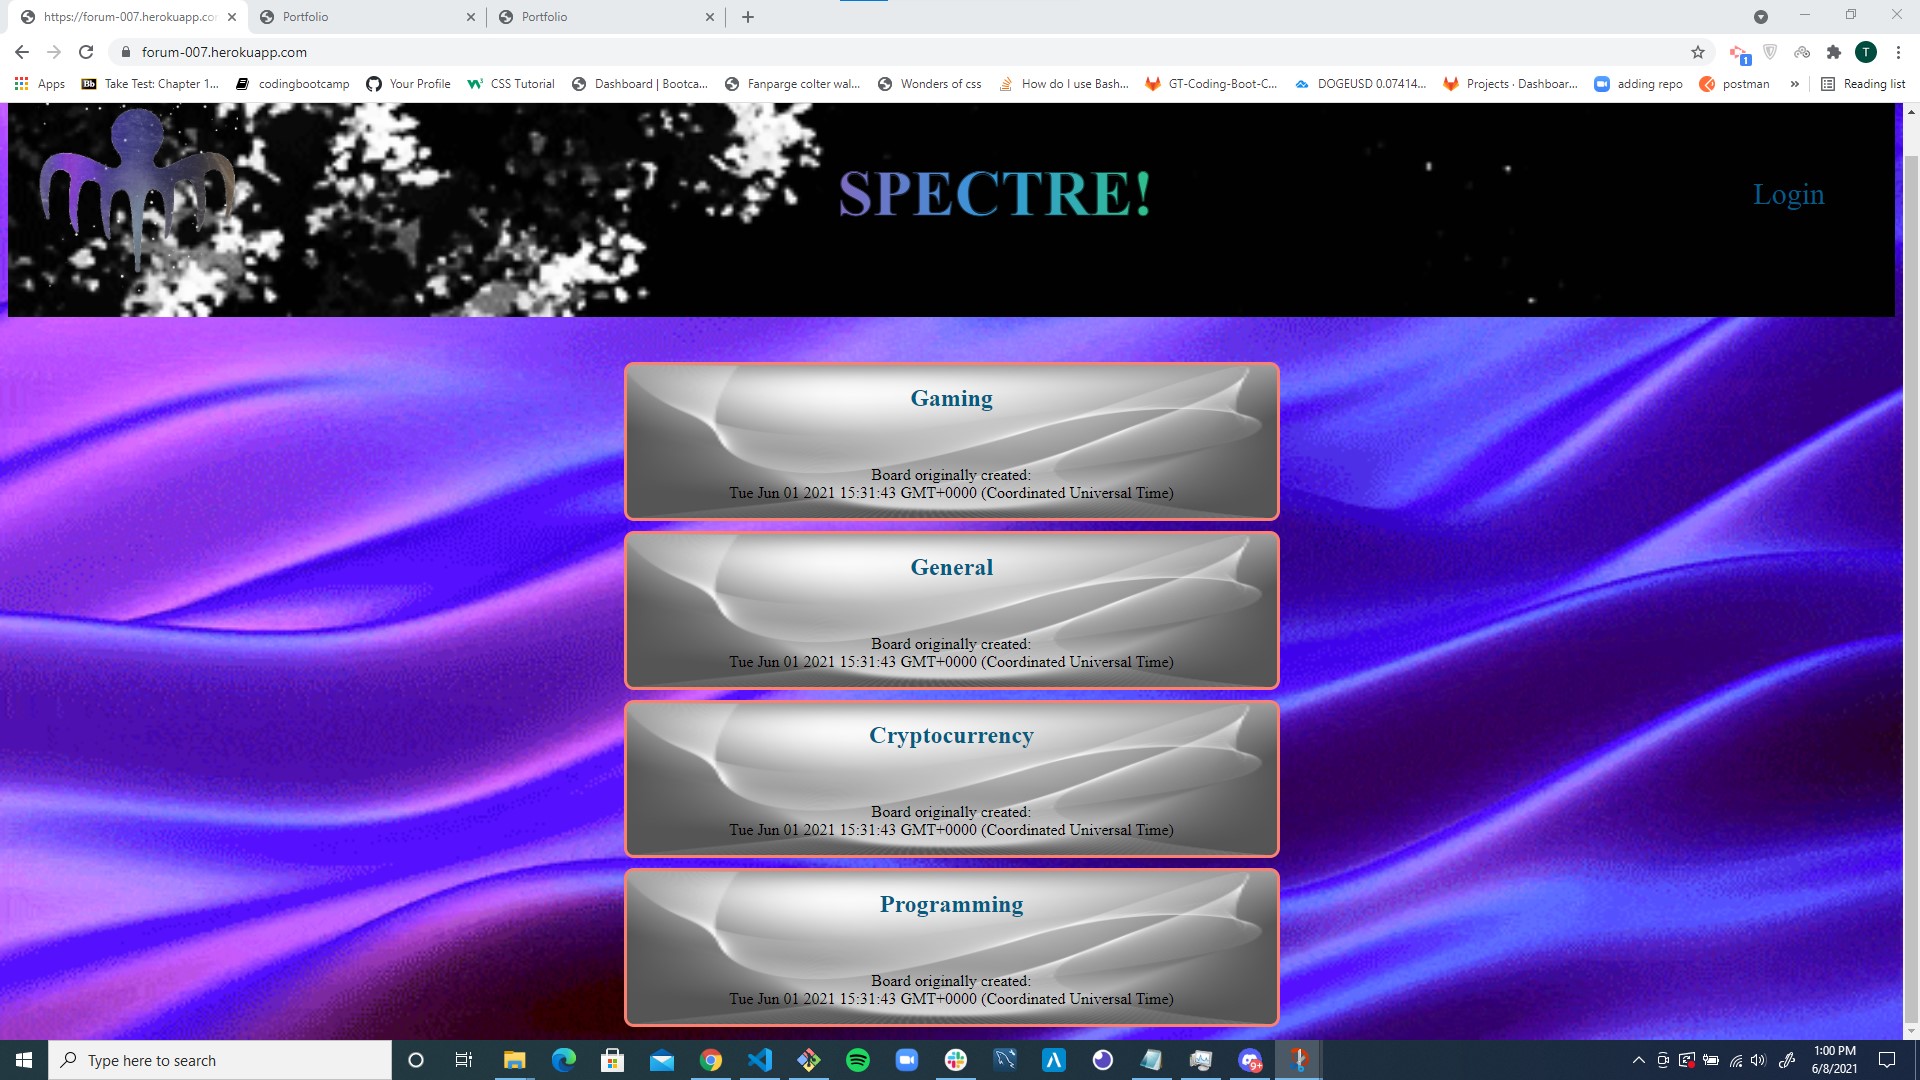 https://forum-007.herokuapp.co
Portfolio
Portfolio
forum-007.herokuapp.com
T
1
Apps
Bb
Take Test: Chapter 1...
codingbootcamp
Your Profile
CSS Tutorial
Dashboard | Bootca...
Fanparge colter wal...
Wonders of css
How do I use Bash...
GT-Coding-Boot-C...
DOGEUSD 0.07414...
Projects · Dashboar...
adding repo
postman
»
Reading list
SPECTRE!
Login
Gaming
Board originally created:
Tue Jun 01 2021 15:31:43 GMT+0000 (Coordinated Universal Time)
General
Board originally created:
Tue Jun 01 2021 15:31:43 GMT+0000 (Coordinated Universal Time)
Cryptocurrency
Board originally created:
Tue Jun 01 2021 15:31:43 GMT+0000 (Coordinated Universal Time)
Programming
Board originally created:
Tue Jun 01 2021 15:31:43 GMT+0000 (Coordinated Universal Time)
Type here to search
9+
1:00 PM
6/8/2021